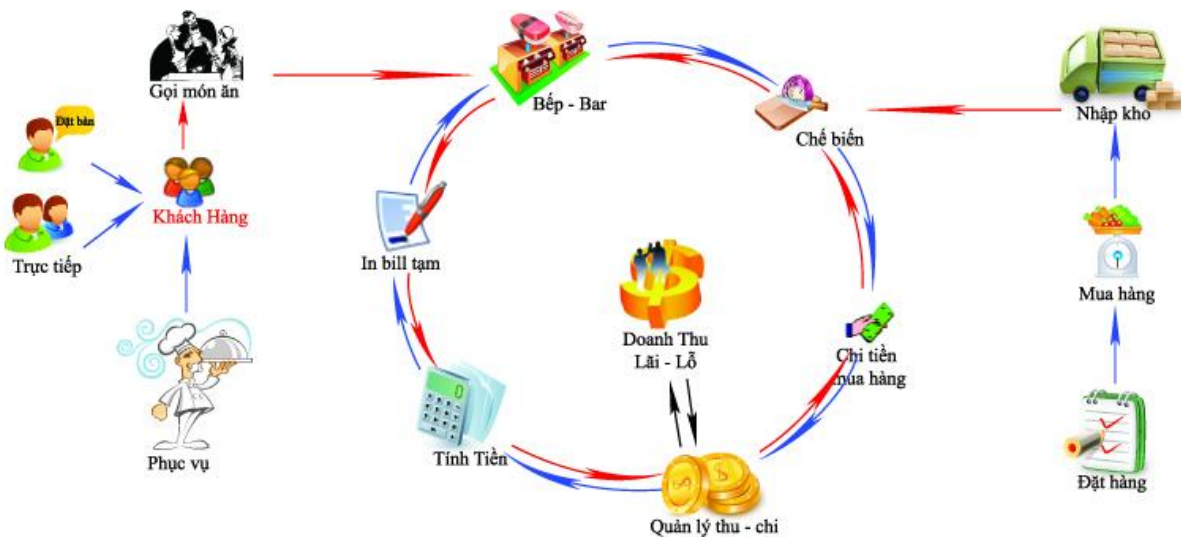 Gọi món ăn
Đặt bàn
Khách Hàng
Trực tiếp
Phục vụ
Bếp - Bar
Chế biến
In bill tạm
Doanh Thu
Lãi - Lỗ
Chi tiền
mua hàng
Tính Tiền
Quản lý thu - chi
Nhập kho
Mua hàng
Đặt hàng